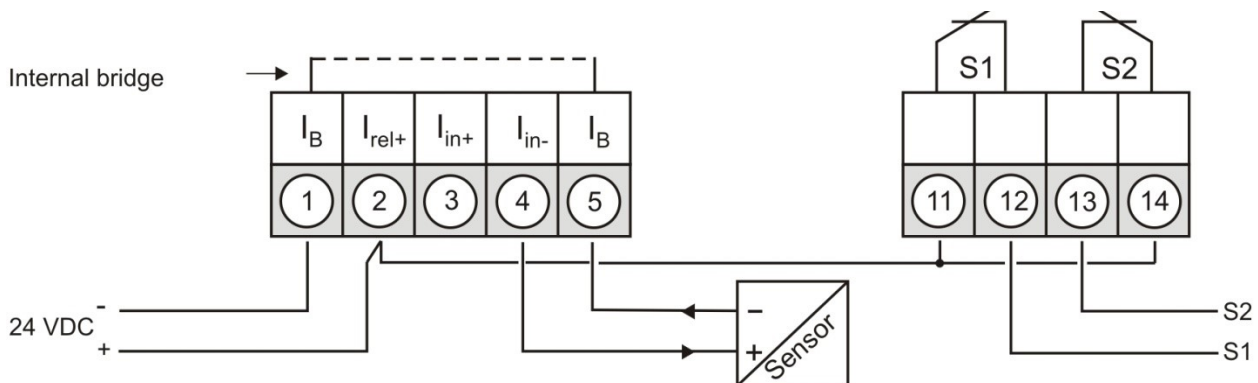 S1 S2
Internal bridge
I_B I_rel+ I_in+ I_in- I_B
1 2 3 4 5 11 12 13 14
24 VDC - +
- + Sensor
S2
S1